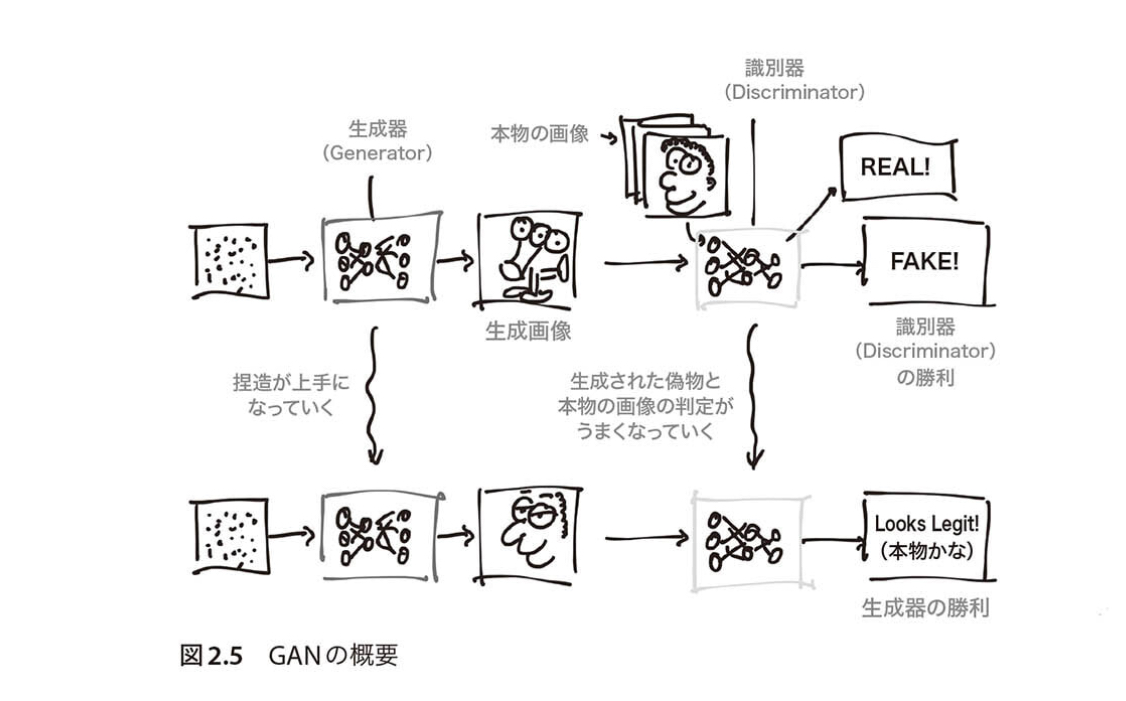 識別器
（Discriminator）
生成器
（Generator）
本物の画像
REAL!
FAKE!
生成画像
識別器
（Discriminator）
の勝利
捏造が上手に
なっていく
生成された偽物と
本物の画像の判定が
うまくなっていく
Looks Legit!
（本物かな）
生成器の勝利
図2.5 GANの概要